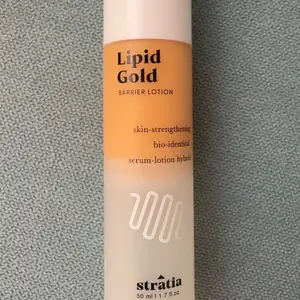 Lipid
Gold
BARRIER LOTION
skin-strengthening
bio-identical
serum-lotion hybrid
stratia
50 ml | 1.7 fl.oz